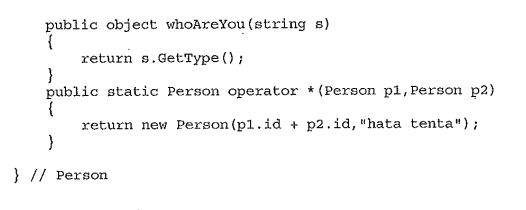 public object whoAreYou(string s)
{
return s.GetType();
}
public static Person operator *(Person p1,Person p2)
{
return new Person(p1.id + p2.id,"hata tenta");
}
} // Person